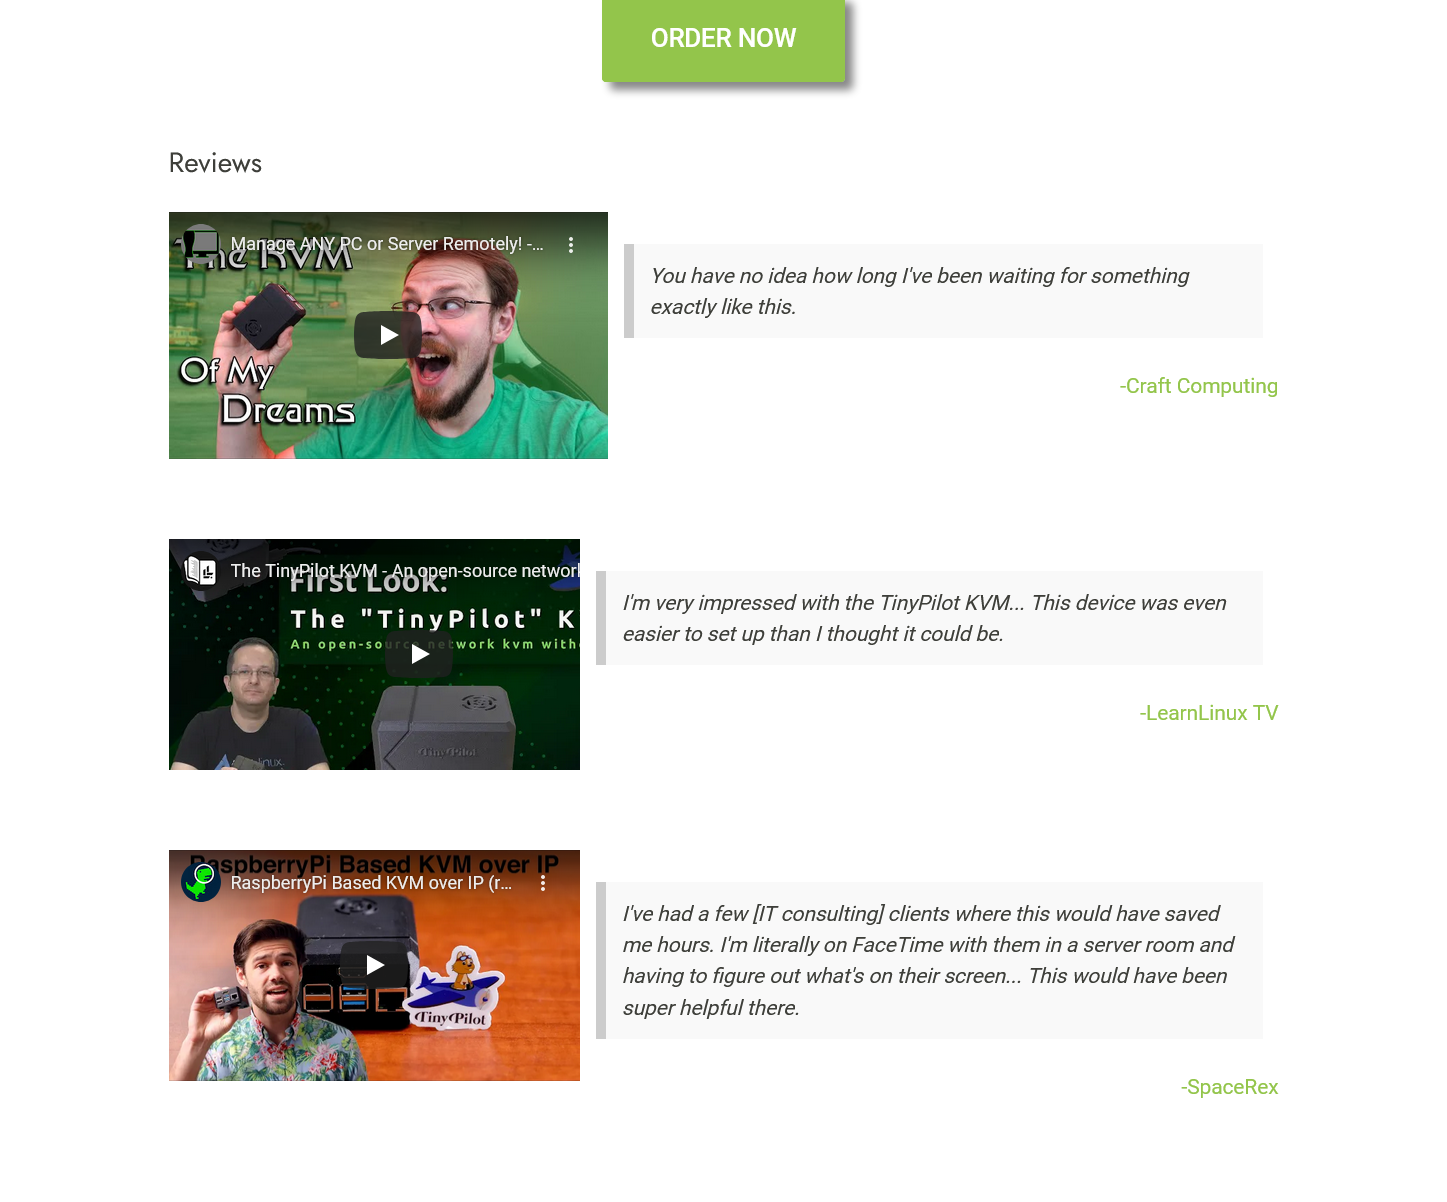 ORDER NOW
Reviews
Manage ANY PC or Server Remotely! -...
The KVM
Of My
Dreams
You have no idea how long I've been waiting for something
exactly like this.
-Craft Computing
The TinyPilot KVM - An open-source network
First Look:
The "TinyPilot" K
An open-source network kvm witho
TinyPilot
I'm very impressed with the TinyPilot KVM... This device was even
easier to set up than I thought it could be.
-LearnLinux TV
RaspberryPi Based KVM over IP
RaspberryPi Based KVM over IP (r...
TinyPilot
I've had a few [IT consulting] clients where this would have saved
me hours. I'm literally on FaceTime with them in a server room and
having to figure out what's on their screen... This would have been
super helpful there.
-SpaceRex